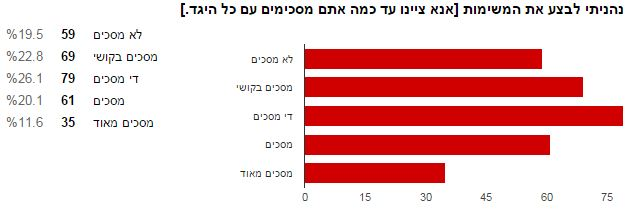 נהניתי לבצע את המשימות [אנא ציינו עד כמה אתם מסכימים עם כל היגד.]
לא מסכים 59 %19.5
מסכים בקושי 69 %22.8
די מסכים 79 %26.1
מסכים 61 %20.1
מסכים מאוד 35 %11.6
לא מסכים
מסכים בקושי
די מסכים
מסכים
מסכים מאוד
0 15 30 45 60 75